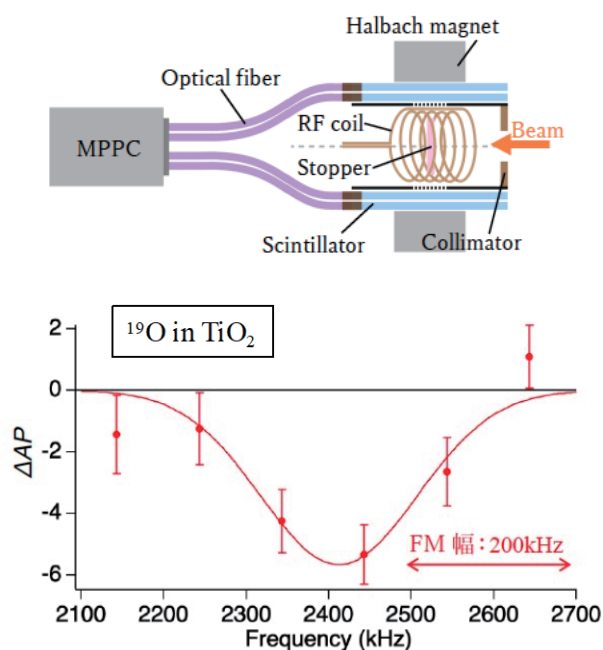 Halbach magnet
Optical fiber
MPPC
RF coil
Beam
Stopper
Scintillator
Collimator
¹⁹O in TiO₂
2
0
-2
-4
-6
ΔAP
FM 幅：200kHz
2100 2200 2300 2400 2500 2600 2700
Frequency (kHz)